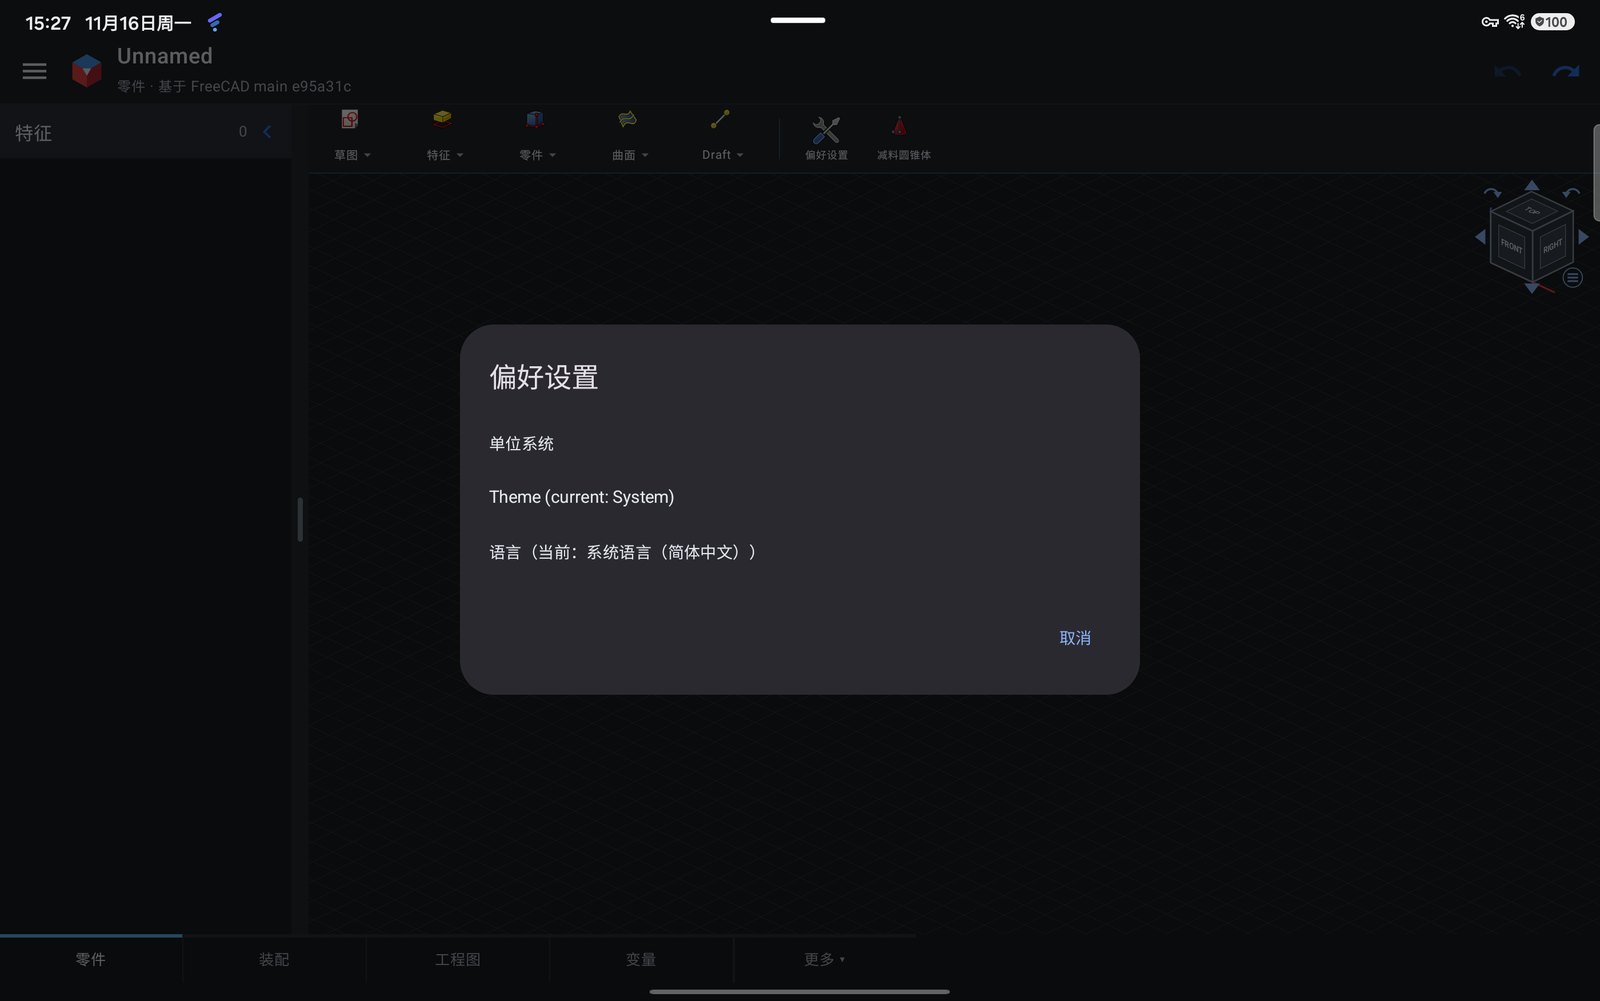 15:27 11月16日周一
6
100
Unnamed
零件 · 基于 FreeCAD main e95a31c
特征 0
草图
特征
零件
曲面
Draft
偏好设置
减料圆锥体
TOP
FRONT
RIGHT
偏好设置
单位系统
Theme (current: System)
语言（当前：系统语言（简体中文））
取消
零件
装配
工程图
变量
更多